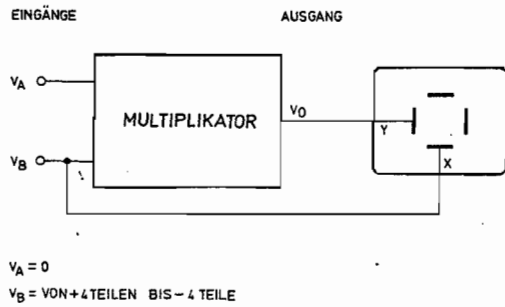 EINGÄNGE
AUSGANG
VA
MULTIPLIKATOR
VO
Y
X
VB
VA = 0
VB = VON +4 TEILEN BIS – 4 TEILE